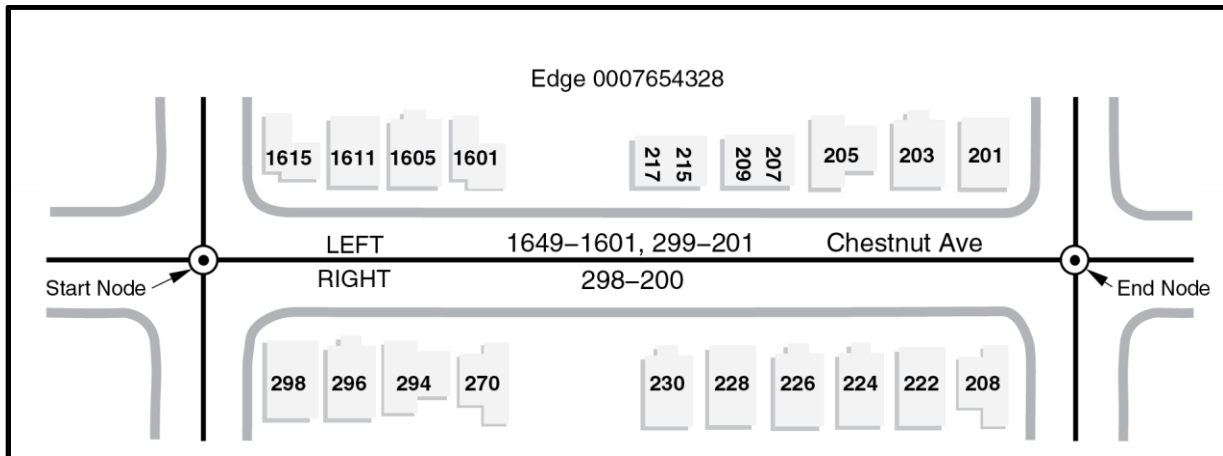 Edge 0007654328
1615 1611 1605 1601 217 215 209 207 205 203 201
LEFT 1649–1601, 299–201 Chestnut Ave
RIGHT 298–200
Start Node End Node
298 296 294 270 230 228 226 224 222 208